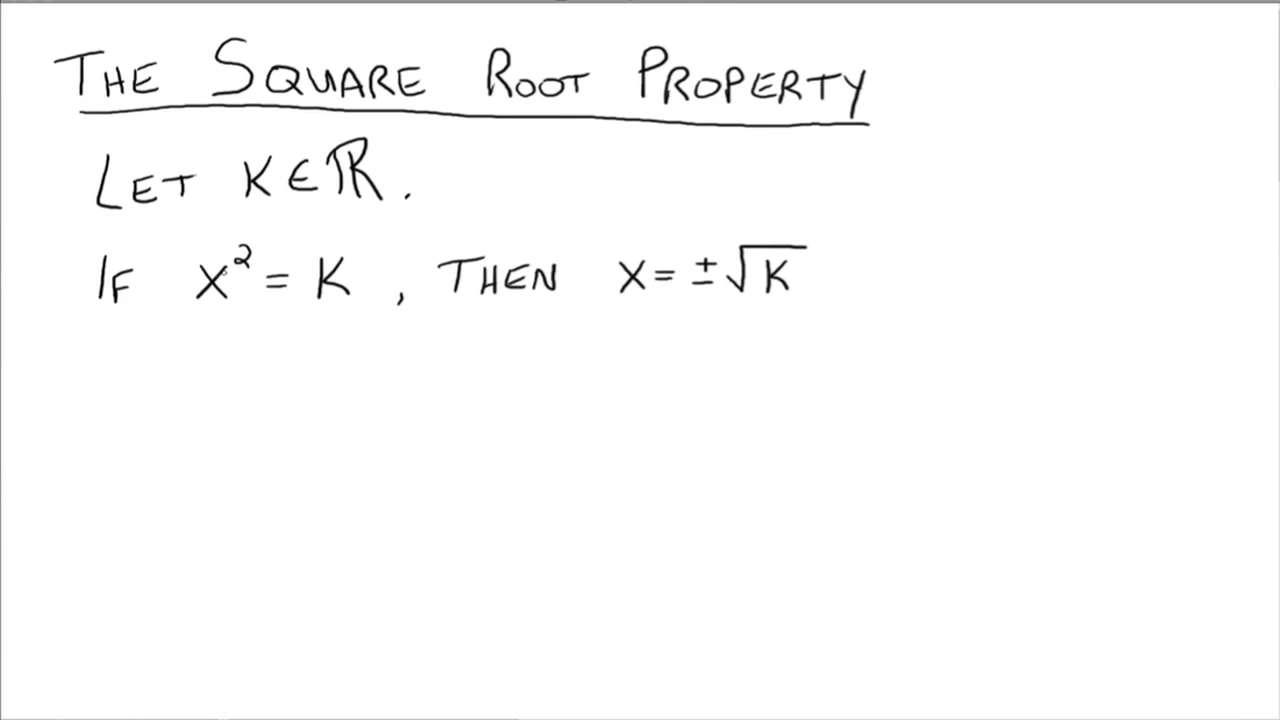 THE SQUARE ROOT PROPERTY
LET K∈ℝ.
IF X² = K , THEN X = ±√K